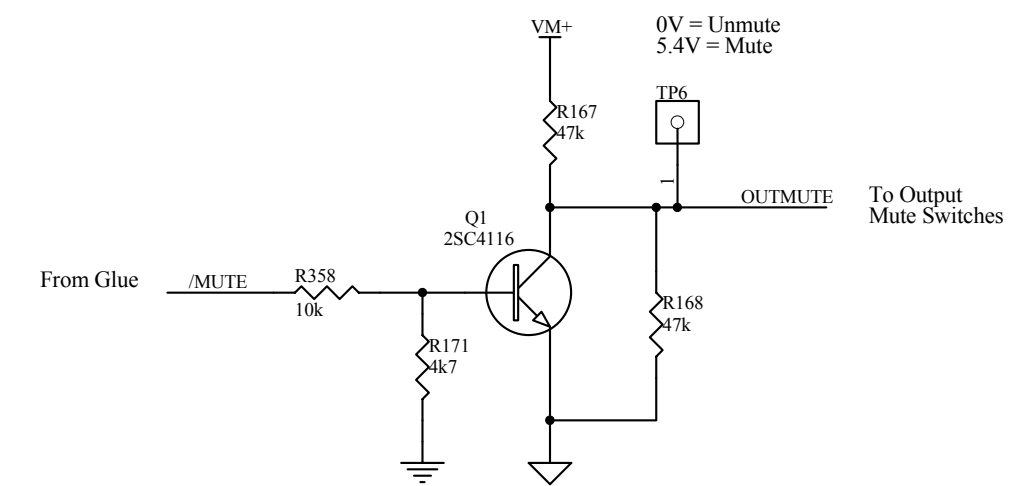 VM+
0V = Unmute
5.4V = Mute
TP6
R167
47k
1
OUTMUTE
To Output
Mute Switches
Q1
2SC4116
From Glue
/MUTE
R358
10k
R168
47k
R171
4k7